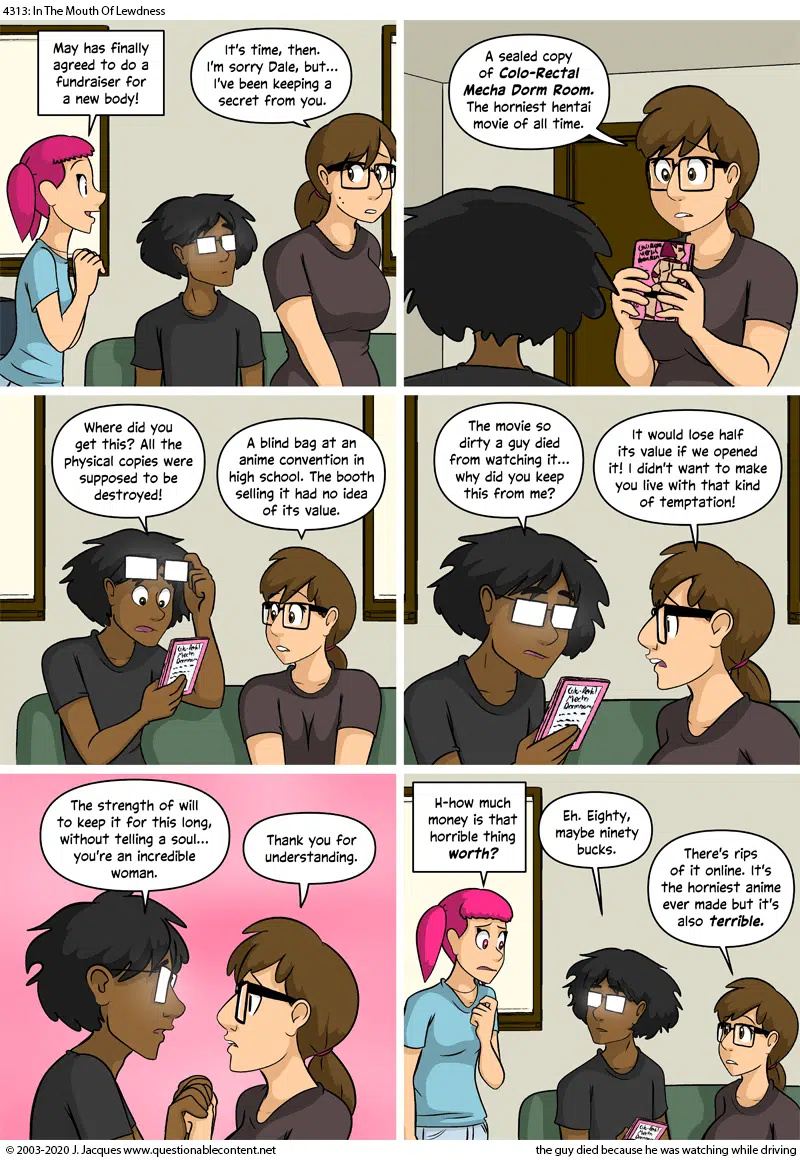 4313: In The Mouth Of Lewdness
May has finally
agreed to do a
fundraiser for
a new body!
It's time, then.
I'm sorry Dale, but...
I've been keeping a
secret from you.
A sealed copy
of Colo-Rectal
Mecha Dorm Room.
The horniest hentai
movie of all time.
Where did you
get this? All the
physical copies were
supposed to be
destroyed!
A blind bag at an
anime convention in
high school. The booth
selling it had no idea
of its value.
The movie so
dirty a guy died
from watching it...
why did you keep
this from me?
It would lose half
its value if we opened
it! I didn't want to make
you live with that kind
of temptation!
The strength of will
to keep it for this long,
without telling a soul...
you're an incredible
woman.
Thank you for
understanding.
H-how much
money is that
horrible thing
worth?
Eh. Eighty,
maybe ninety
bucks.
There's rips
of it online. It's
the horniest anime
ever made but it's
also terrible.
© 2003-2020 J. Jacques www.questionablecontent.net
the guy died because he was watching while driving